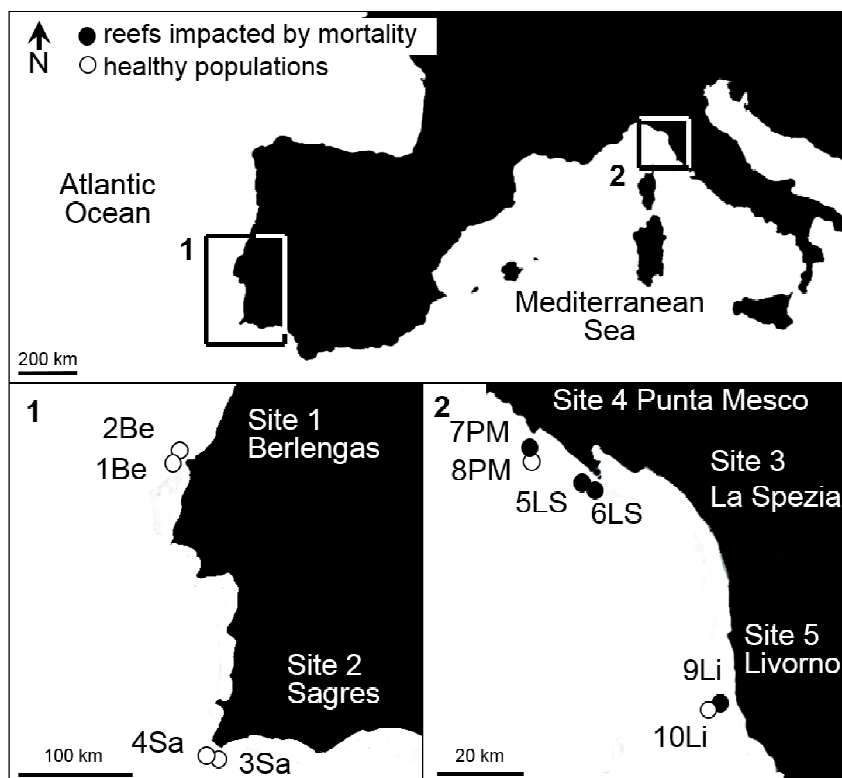 reefs impacted by mortality
N
healthy populations
Atlantic
Ocean
1
2
Mediterranean
Sea
200 km
1
2Be
1Be
Site 1
Berlengas
Site 2
Sagres
4Sa
3Sa
100 km
2
Site 4 Punta Mesco
7PM
8PM
5LS
6LS
Site 3
La Spezia
Site 5
Livorno
9Li
10Li
20 km